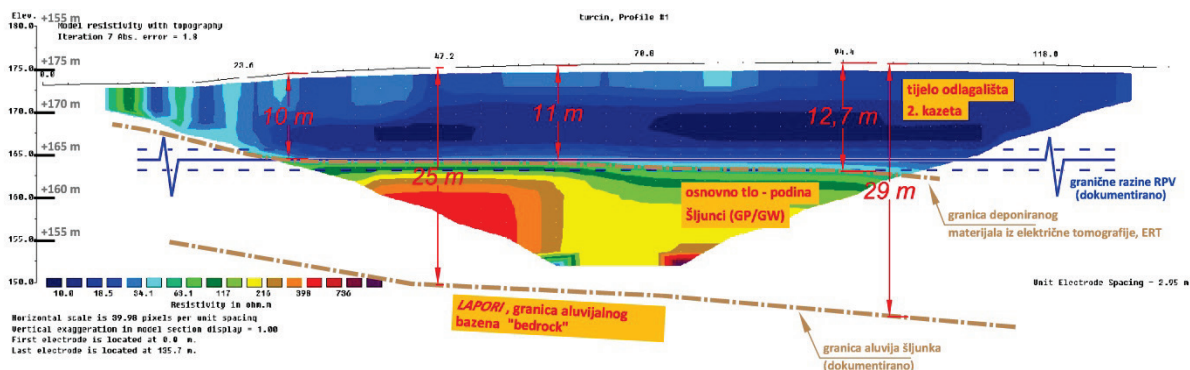 Elev. +155 m
turcin, Profile #1
180.0
Model resistivity with topography
+175 m
Iteration 7 Abs. error = 1.8
0.0
23.6
47.2
70.8
94.4
118.0
175.0
+170 m
170.0
+165 m
165.0
+160 m
160.0
+155 m
155.0
150.0
10 m
11 m
12,7 m
25 m
29 m
tijelo odlagališta
2. kazeta
osnovno tlo - podina
Šljunci (GP/GW)
granične razine RPV
(dokumentirano)
granica deponiranog
materijala iz električne tomografije, ERT
10.0 18.5 34.1 63.1 117 216 398 736
Resistivity in ohm.m
Unit Electrode Spacing = 2.95 m
Horizontal scale is 39.98 pixels per unit spacing
Vertical exaggeration in model section display = 1.00
First electrode is located at 0.0 m.
Last electrode is located at 135.7 m.
LAPORI, granica aluvijalnog
bazena "bedrock"
granica aluvija šljunka
(dokumentirano)